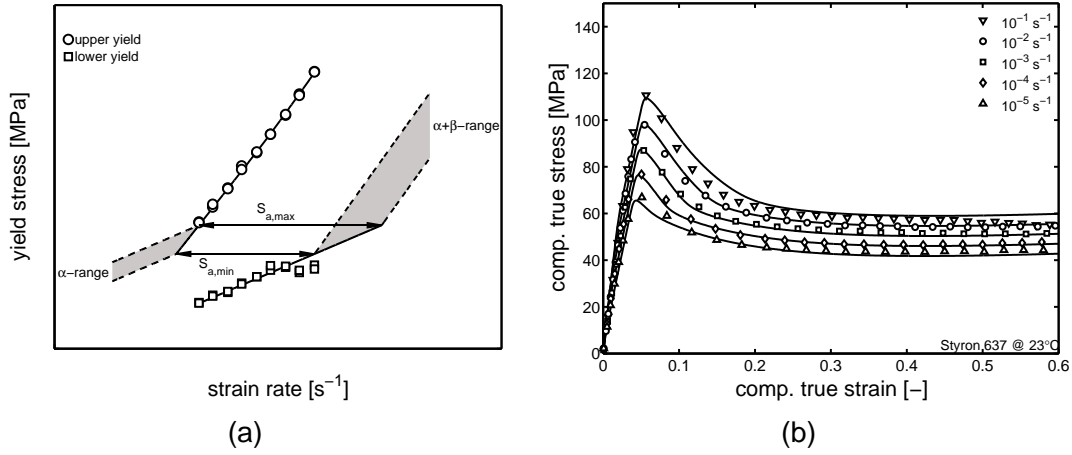 upper yield
lower yield
yield stress [MPa]
α+β−range
S_a,max
S_a,min
α−range
strain rate [s⁻¹]
(a)
comp. true stress [MPa]
140
120
100
80
60
40
20
0
10⁻¹ s⁻¹
10⁻² s⁻¹
10⁻³ s⁻¹
10⁻⁴ s⁻¹
10⁻⁵ s⁻¹
Styron 637 @ 23°C
0 0.1 0.2 0.3 0.4 0.5 0.6
comp. true strain [−]
(b)